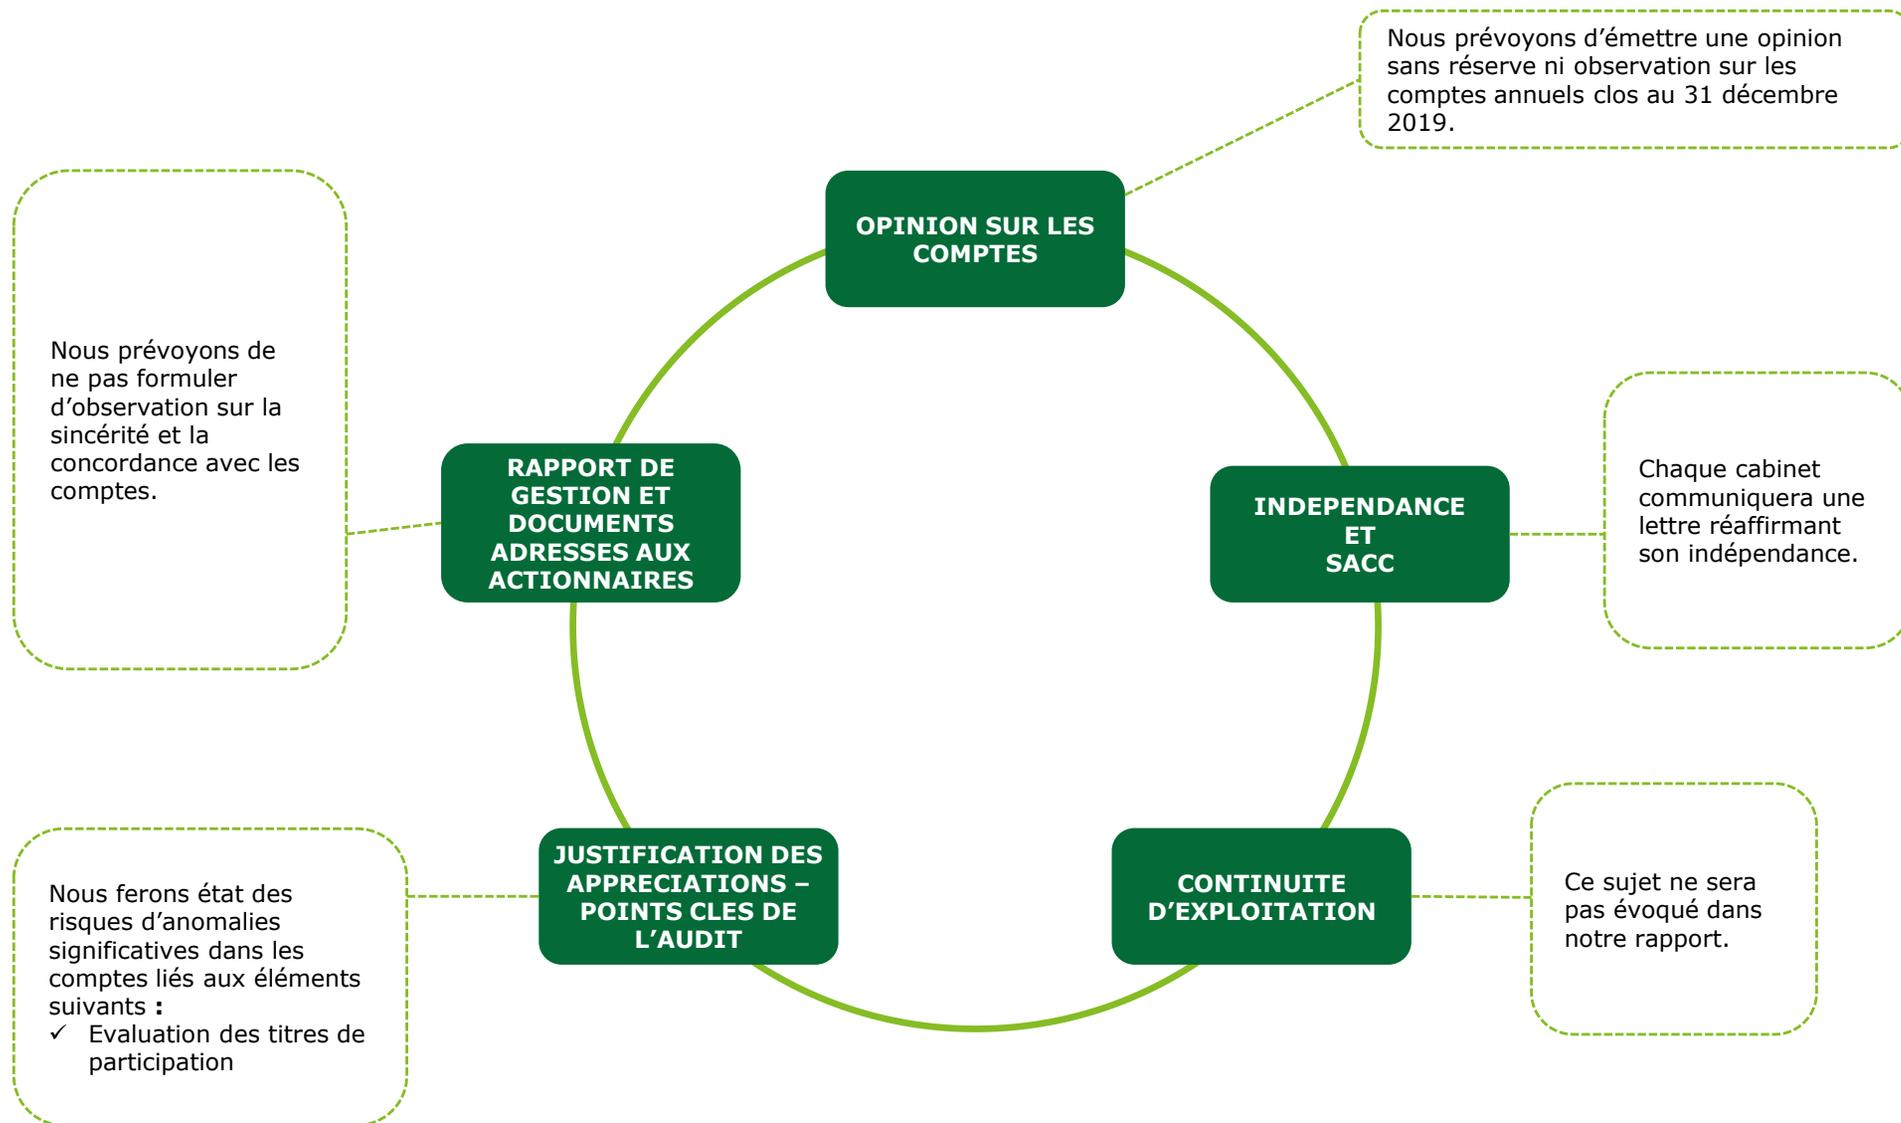 Nous prévoyons d’émettre une opinion
sans réserve ni observation sur les
comptes annuels clos au 31 décembre
2019.
OPINION SUR LES
COMPTES
Nous prévoyons de
ne pas formuler
d’observation sur la
sincérité et la
concordance avec les
comptes.
RAPPORT DE
GESTION ET
DOCUMENTS
ADRESSES AUX
ACTIONNAIRES
INDEPENDANCE
ET
SACC
Chaque cabinet
communiquera une
lettre réaffirmant
son indépendance.
Nous ferons état des
risques d’anomalies
significatives dans les
comptes liés aux éléments
suivants :
✓ Evaluation des titres de
participation
JUSTIFICATION DES
APPRECIATIONS –
POINTS CLES DE
L’AUDIT
CONTINUITE
D’EXPLOITATION
Ce sujet ne sera
pas évoqué dans
notre rapport.